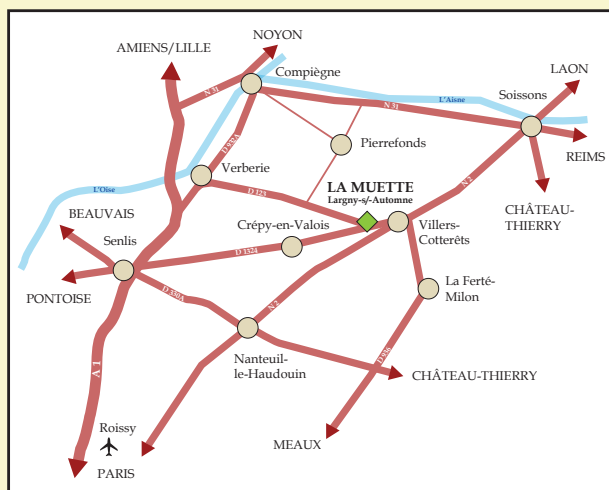 NOYON
AMIENS/LILLE
Compiègne
LAON
N 31
L'Aisne
Soissons
N 31
D 932A
Pierrefonds
REIMS
Verberie
L'Oise
D 123
LA MUETTE
Largny-s/-Automne
N 2
BEAUVAIS
CHÂTEAU-
THIERRY
Crépy-en-Valois
Villers-
Cotterêts
Senlis
D 1324
La Ferté-
Milon
PONTOISE
D 330A
N 2
Nanteuil-
le-Haudouin
D 936
A 1
CHÂTEAU-THIERRY
Roissy
MEAUX
PARIS